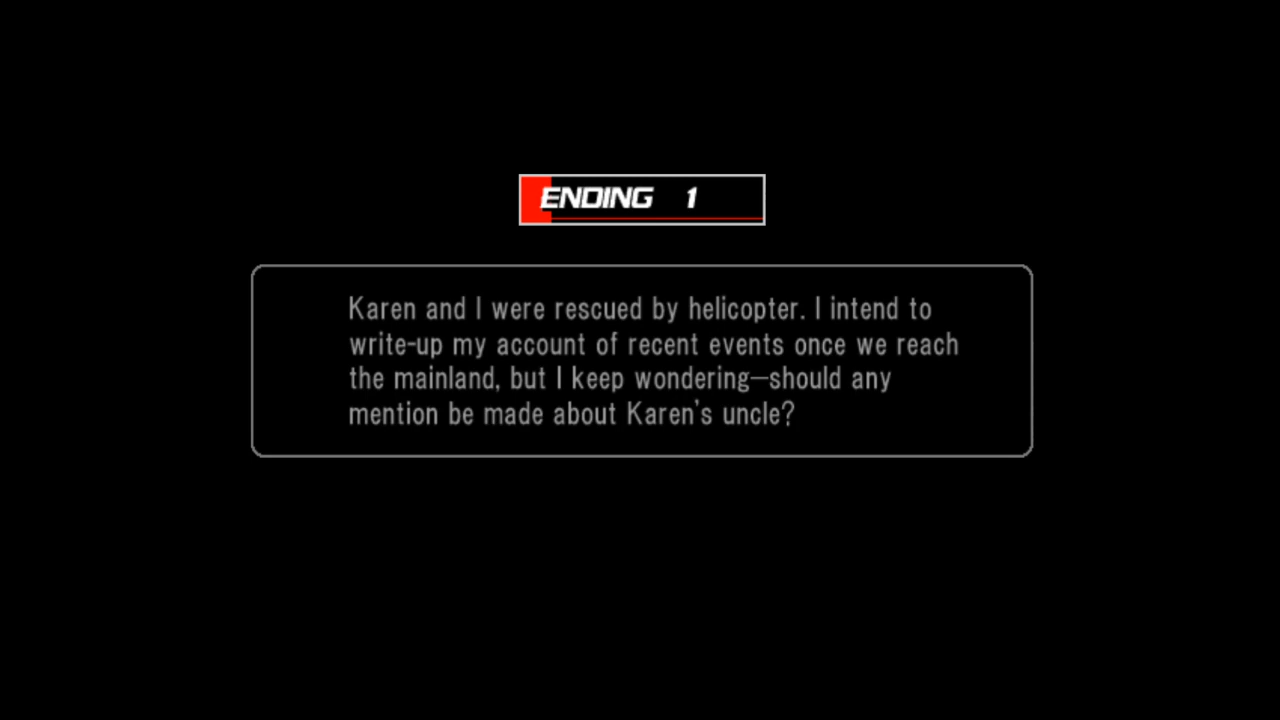 ENDING 1
Karen and I were rescued by helicopter. I intend to
write-up my account of recent events once we reach
the mainland, but I keep wondering—should any
mention be made about Karen's uncle?